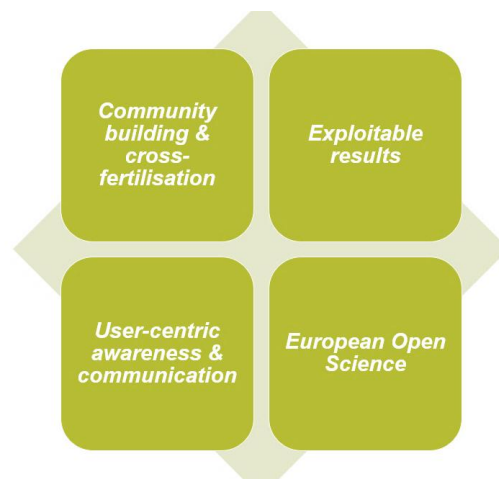 Community
building &
cross-
fertilisation
Exploitable
results
User-centric
awareness &
communication
European Open
Science